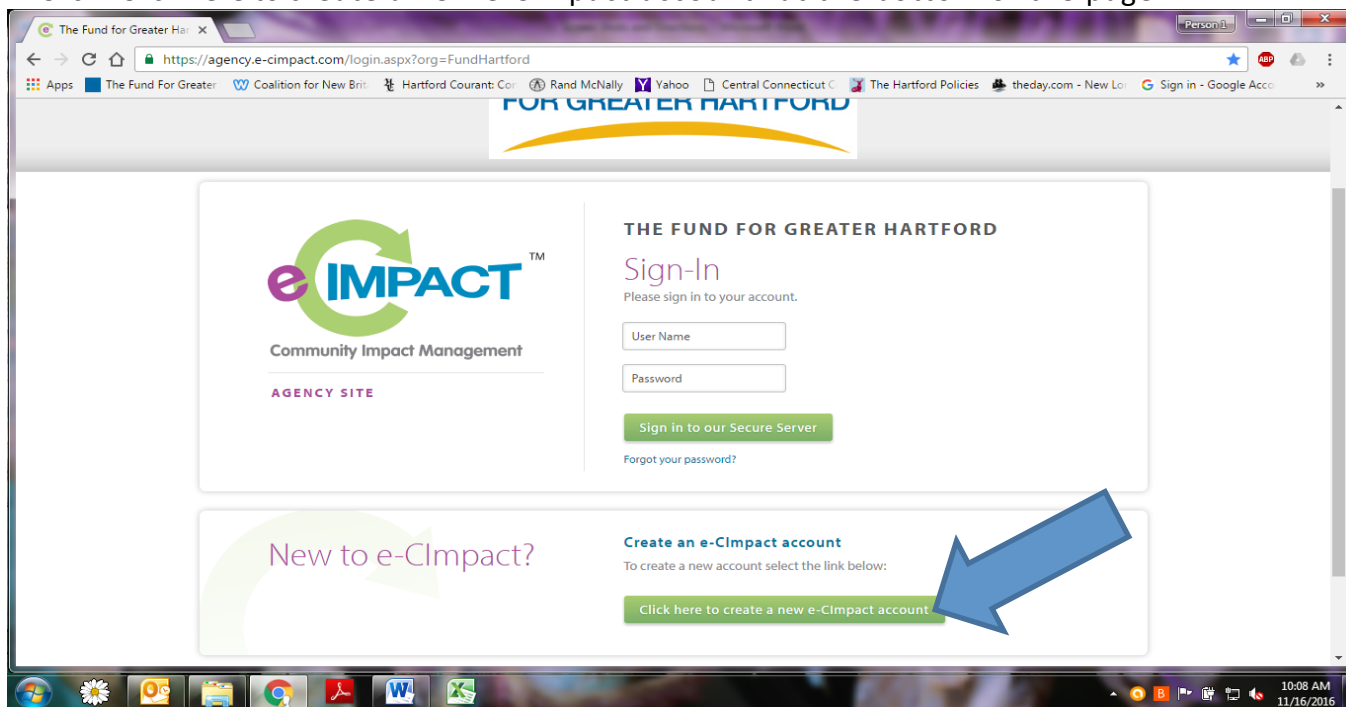 The Fund for Greater Har
Person 1
https://agency.e-cimpact.com/login.aspx?org=FundHartford
ABP
Apps The Fund For Greater Coalition for New Brit Hartford Courant: Con Rand McNally Yahoo Central Connecticut C The Hartford Policies theday.com - New Lo Sign in - Google Acco »
FOR GREATER HARTFORD
e IMPACT TM
Community Impact Management
AGENCY SITE
THE FUND FOR GREATER HARTFORD
Sign-In
Please sign in to your account.
User Name
Password
Sign in to our Secure Server
Forgot your password?
New to e-CImpact?
Create an e-CImpact account
To create a new account select the link below:
Click here to create a new e-CImpact account
10:08 AM
11/16/2016